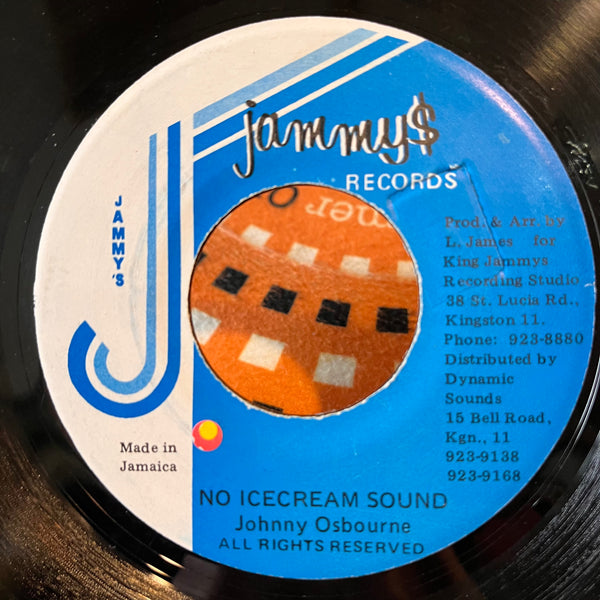 jammy$
RECORDS
JAMMY'S
Prod. & Arr. by
L. James for
King Jammys
Recording Studio
38 St. Lucia Rd.,
Kingston 11.
Phone: 923-8880
Distributed by
Dynamic
Sounds
15 Bell Road,
Kgn., 11
923-9138
923-9168
Made in
Jamaica
NO ICECREAM SOUND
Johnny Osbourne
ALL RIGHTS RESERVED